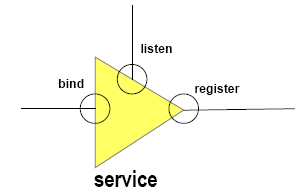 listen
bind
register
service